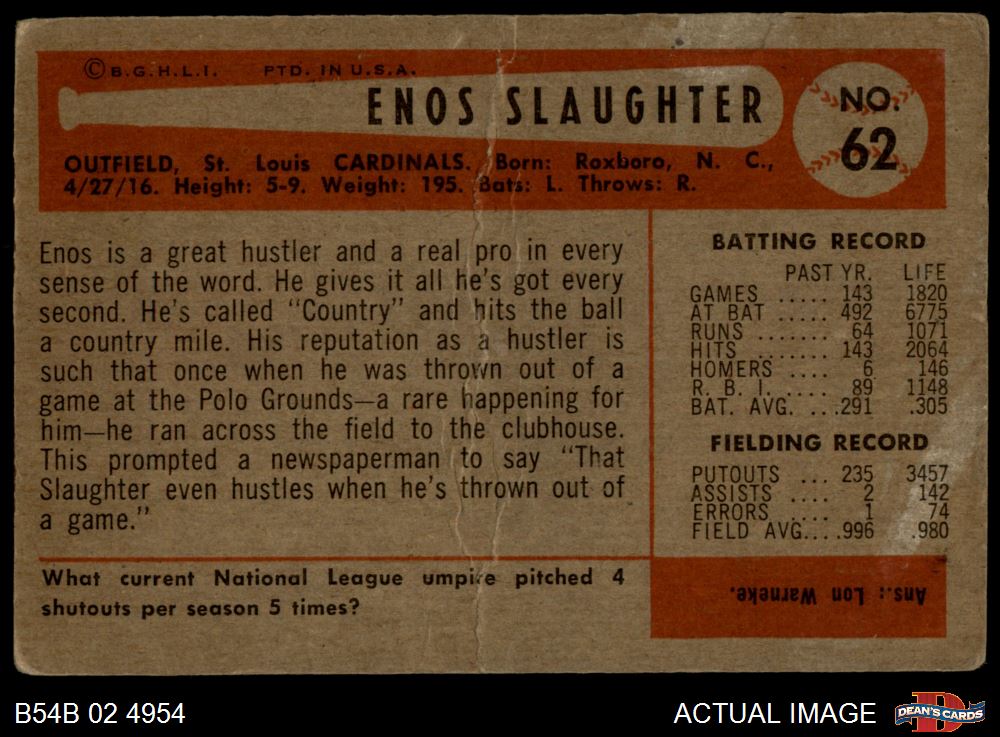 © B.G.H.L.I. PTD. IN U.S.A.
ENOS SLAUGHTER
NO.
62
OUTFIELD, St. Louis CARDINALS. Born: Roxboro, N. C.,
4/27/16. Height: 5-9. Weight: 195. Bats: L. Throws: R.
Enos is a great hustler and a real pro in every
sense of the word. He gives it all he's got every
second. He's called "Country" and hits the ball
a country mile. His reputation as a hustler is
such that once when he was thrown out of a
game at the Polo Grounds—a rare happening for
him—he ran across the field to the clubhouse.
This prompted a newspaperman to say "That
Slaughter even hustles when he's thrown out of
a game."
BATTING RECORD
PAST YR. LIFE
GAMES ..... 143 1820
AT BAT ..... 492 6775
RUNS ....... 64 1071
HITS ....... 143 2064
HOMERS .... 6 146
R. B. I. ..... 89 1148
BAT. AVG. ...291 .305
FIELDING RECORD
PUTOUTS ... 235 3457
ASSISTS .... 2 142
ERRORS .... 1 74
FIELD AVG....996 .980
What current National League umpire pitched 4
shutouts per season 5 times?
Ans.: Lon Warneke.
B54B 02 4954
ACTUAL IMAGE
DEAN'S CARDS